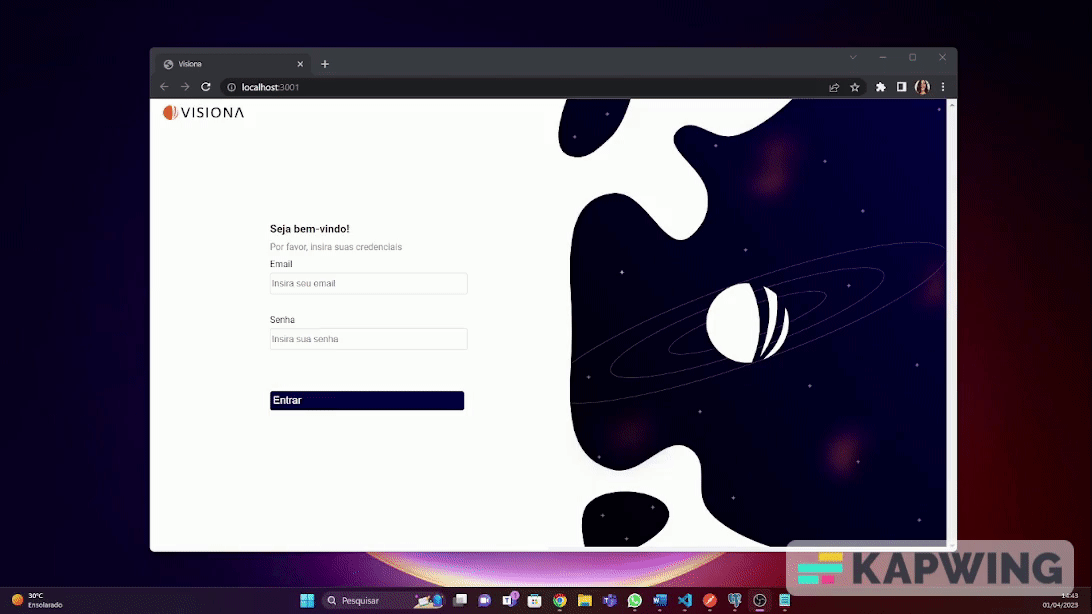 Visiona
localhost:3001
VISIONA
Seja bem-vindo!
Por favor, insira suas credenciais
Email
Insira seu email
Senha
Insira sua senha
Entrar
KAPWING
30°C
Ensolarado
Pesquisar
14:43
01/04/2023